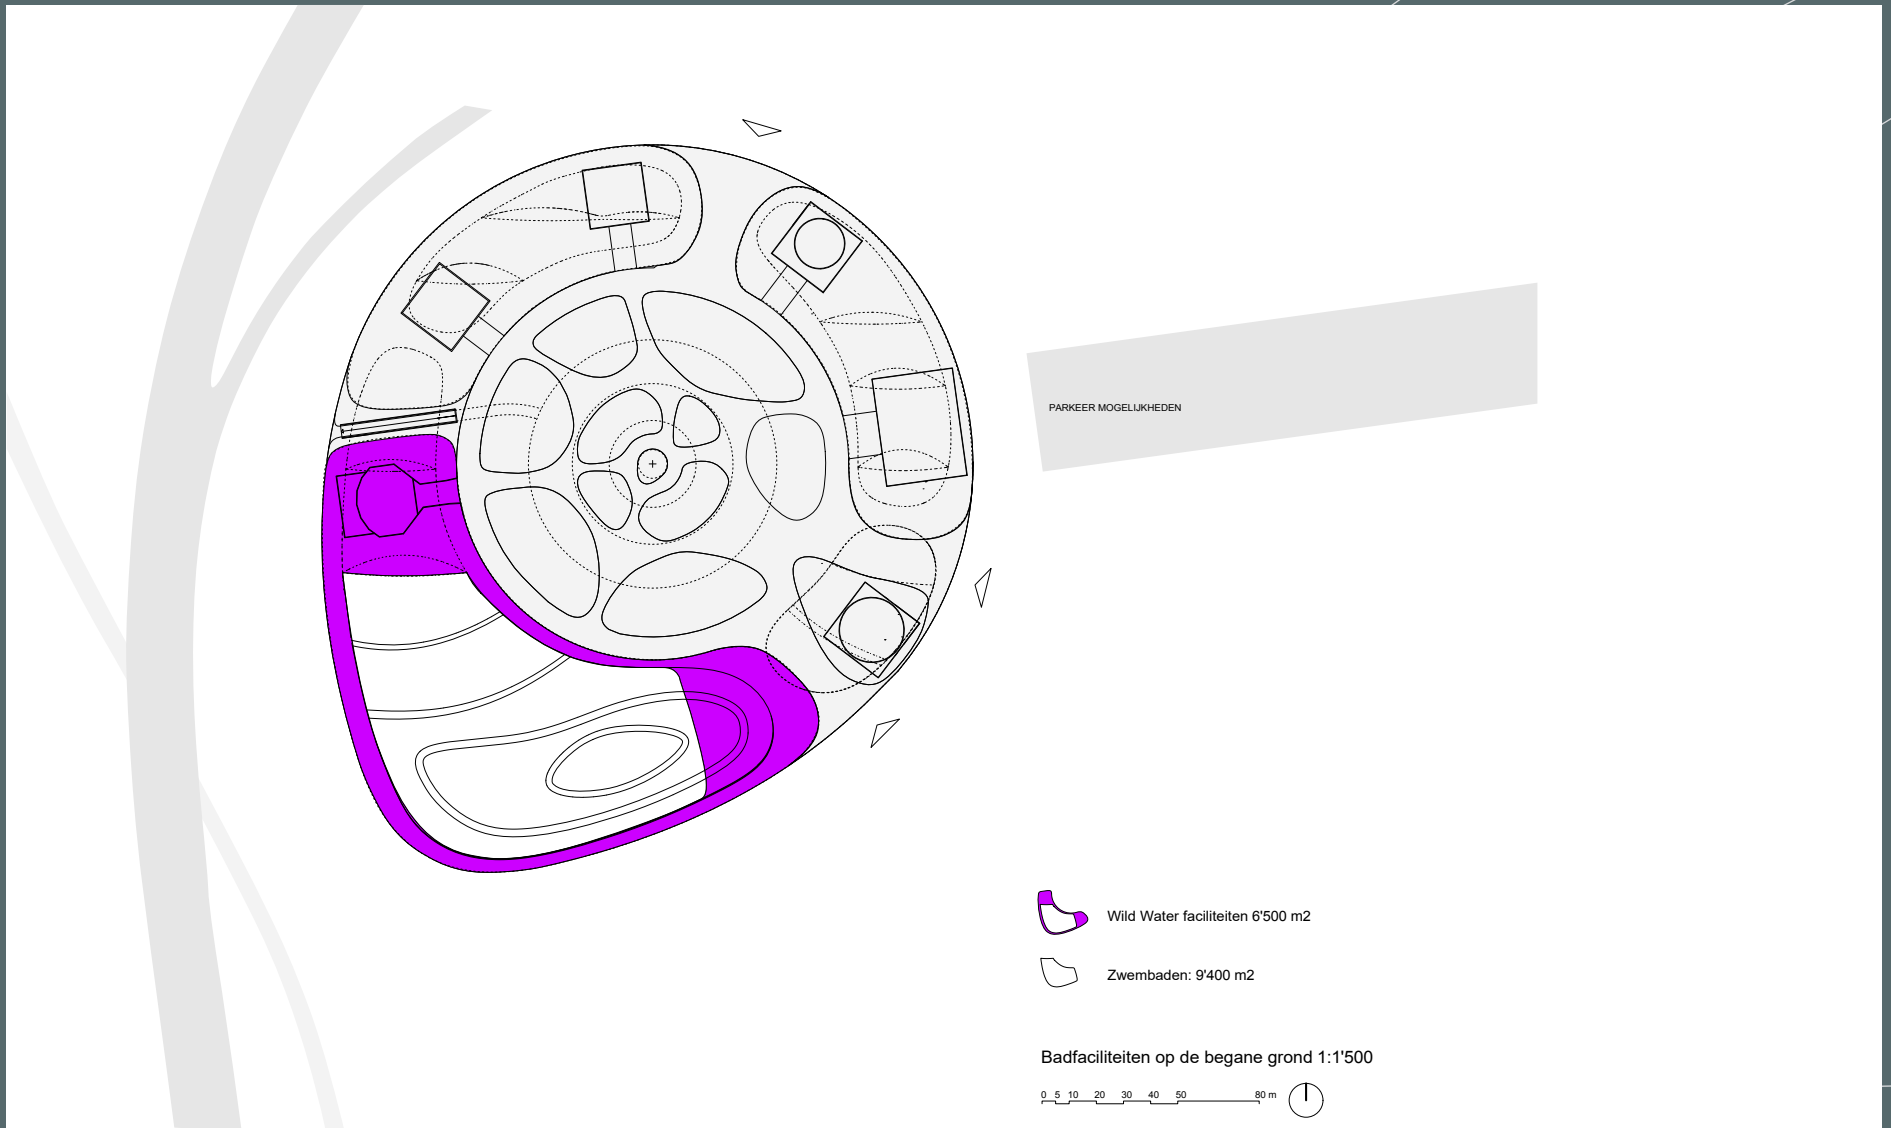 PARKEER MOGELIJKHEDEN
Wild Water faciliteiten 6'500 m2
Zwembaden: 9'400 m2
Badfaciliteiten op de begane grond 1:1'500
0 5 10 20 30 40 50 80 m